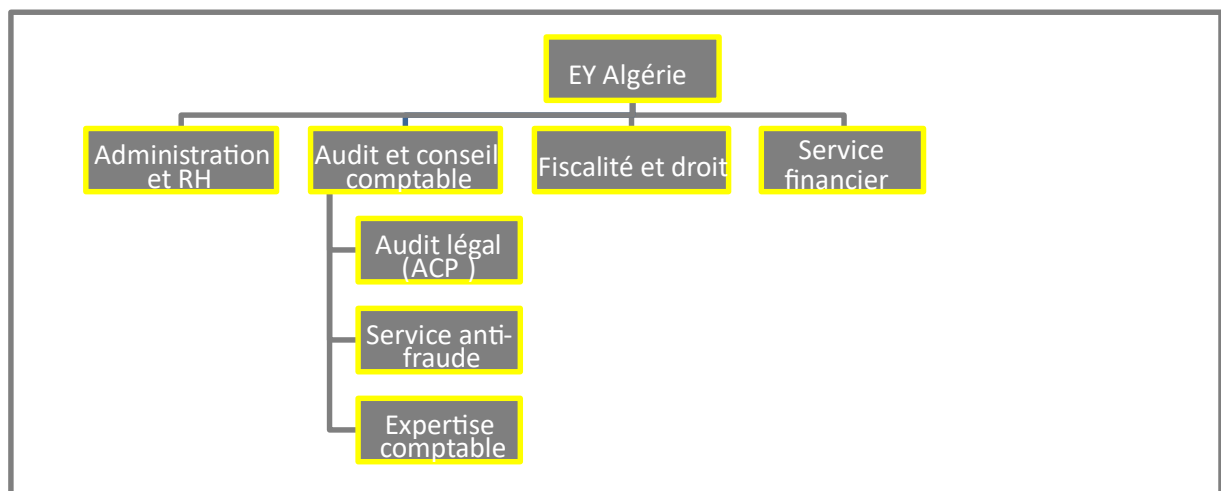 EY Algérie
Administration
et RH
Audit et conseil
comptable
Fiscalité et droit
Service
financier
Audit légal
(ACP )
Service anti-
fraude
Expertise
comptable